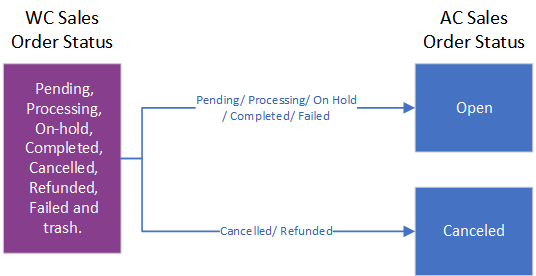 WC Sales
Order Status
AC Sales
Order Status
Pending,
Processing,
On-hold,
Completed,
Cancelled,
Refunded,
Failed and
trash.
Pending/ Processing/ On Hold
/ Completed/ Failed
Open
Cancelled/ Refunded
Canceled